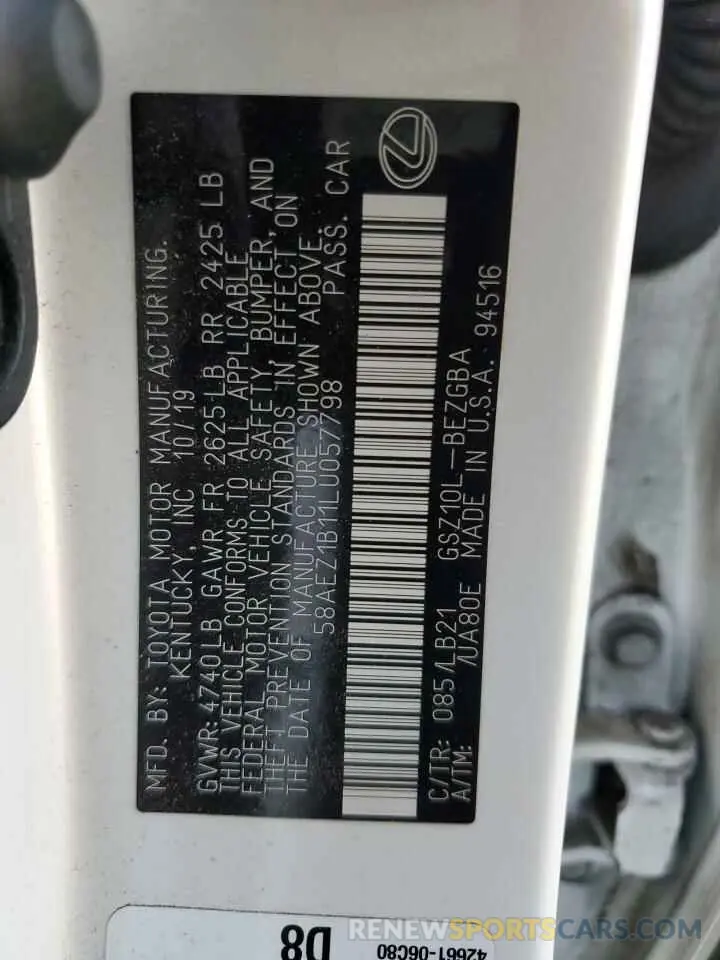 MFD. BY: TOYOTA MOTOR MANUFACTURING.
KENTUCKY, INC 10/19
GVWR: 4740LB GAWR FR 2625LB RR 2425 LB
THIS VEHICLE CONFORMS TO ALL APPLICABLE
FEDERAL MOTOR VEHICLE SAFETY, BUMPER, AND
THEFT PREVENTION STANDARDS IN EFFECT ON
THE DATE OF MANUFACTURE SHOWN ABOVE.
58AEZ1B11LU057798 PASS. CAR
C/TR: 085/LB21 GSZ10L-BEZGBA
A/TM: /UA80E MADE IN U.S.A. 94516
42661-06C80
D8
RENEWSPORTSCARS.COM